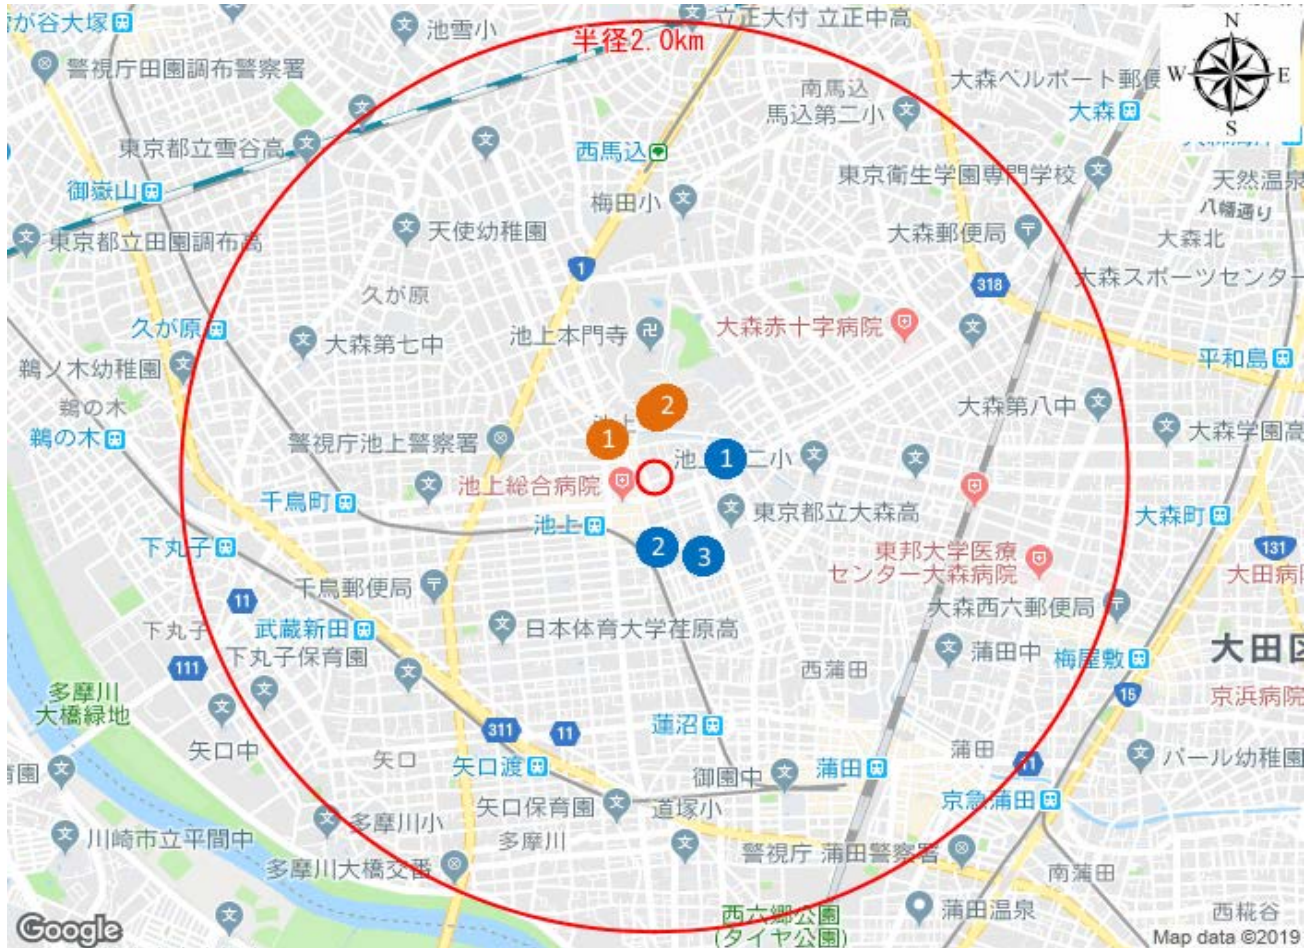 が谷大塚
池雪小
立正大付 立正中高
半径2.0km
N
W
E
S
警視庁田園調布警察署
南馬込
馬込第二小
大森ベルポート郵便
大森
東京都立雪谷高
西馬込
東京衛生学園専門学校
御嶽山
梅田小
天然温泉
八幡通り
東京都立田園調布高
天使幼稚園
大森郵便局
大森北
1
大森スポーツセンター
久が原
318
久が原
大森第七中
池上本門寺
大森赤十字病院
平和島
鵜ノ木幼稚園
鵜の木
鵜の木
2
大森第八中
池上
警視庁池上警察署
1
大森学園高
1
二小
池上総合病院
千鳥町
東京都立大森高
大森町
池上
下丸子
2
3
東邦大学医療
センター大森病院
131
大田病院
千鳥郵便局
11
大森西六郵便局
下丸子
武蔵新田
日本体育大学荏原高
111
下丸子保育園
蒲田中
梅屋敷
大田区
西蒲田
多摩川
大橋緑地
15
京浜病院
311
11
蓮沼
矢口中
矢口
矢口渡
御園中
蒲田
蒲田
パール幼稚園
育園
矢口保育園
道塚小
京急蒲田
川崎市立平間中
多摩川小
多摩川
多摩川大橋交番
警視庁 蒲田警察署
南蒲田
Google
西六郷公園
(タイヤ公園)
蒲田温泉
西糀谷
Map data ©2019